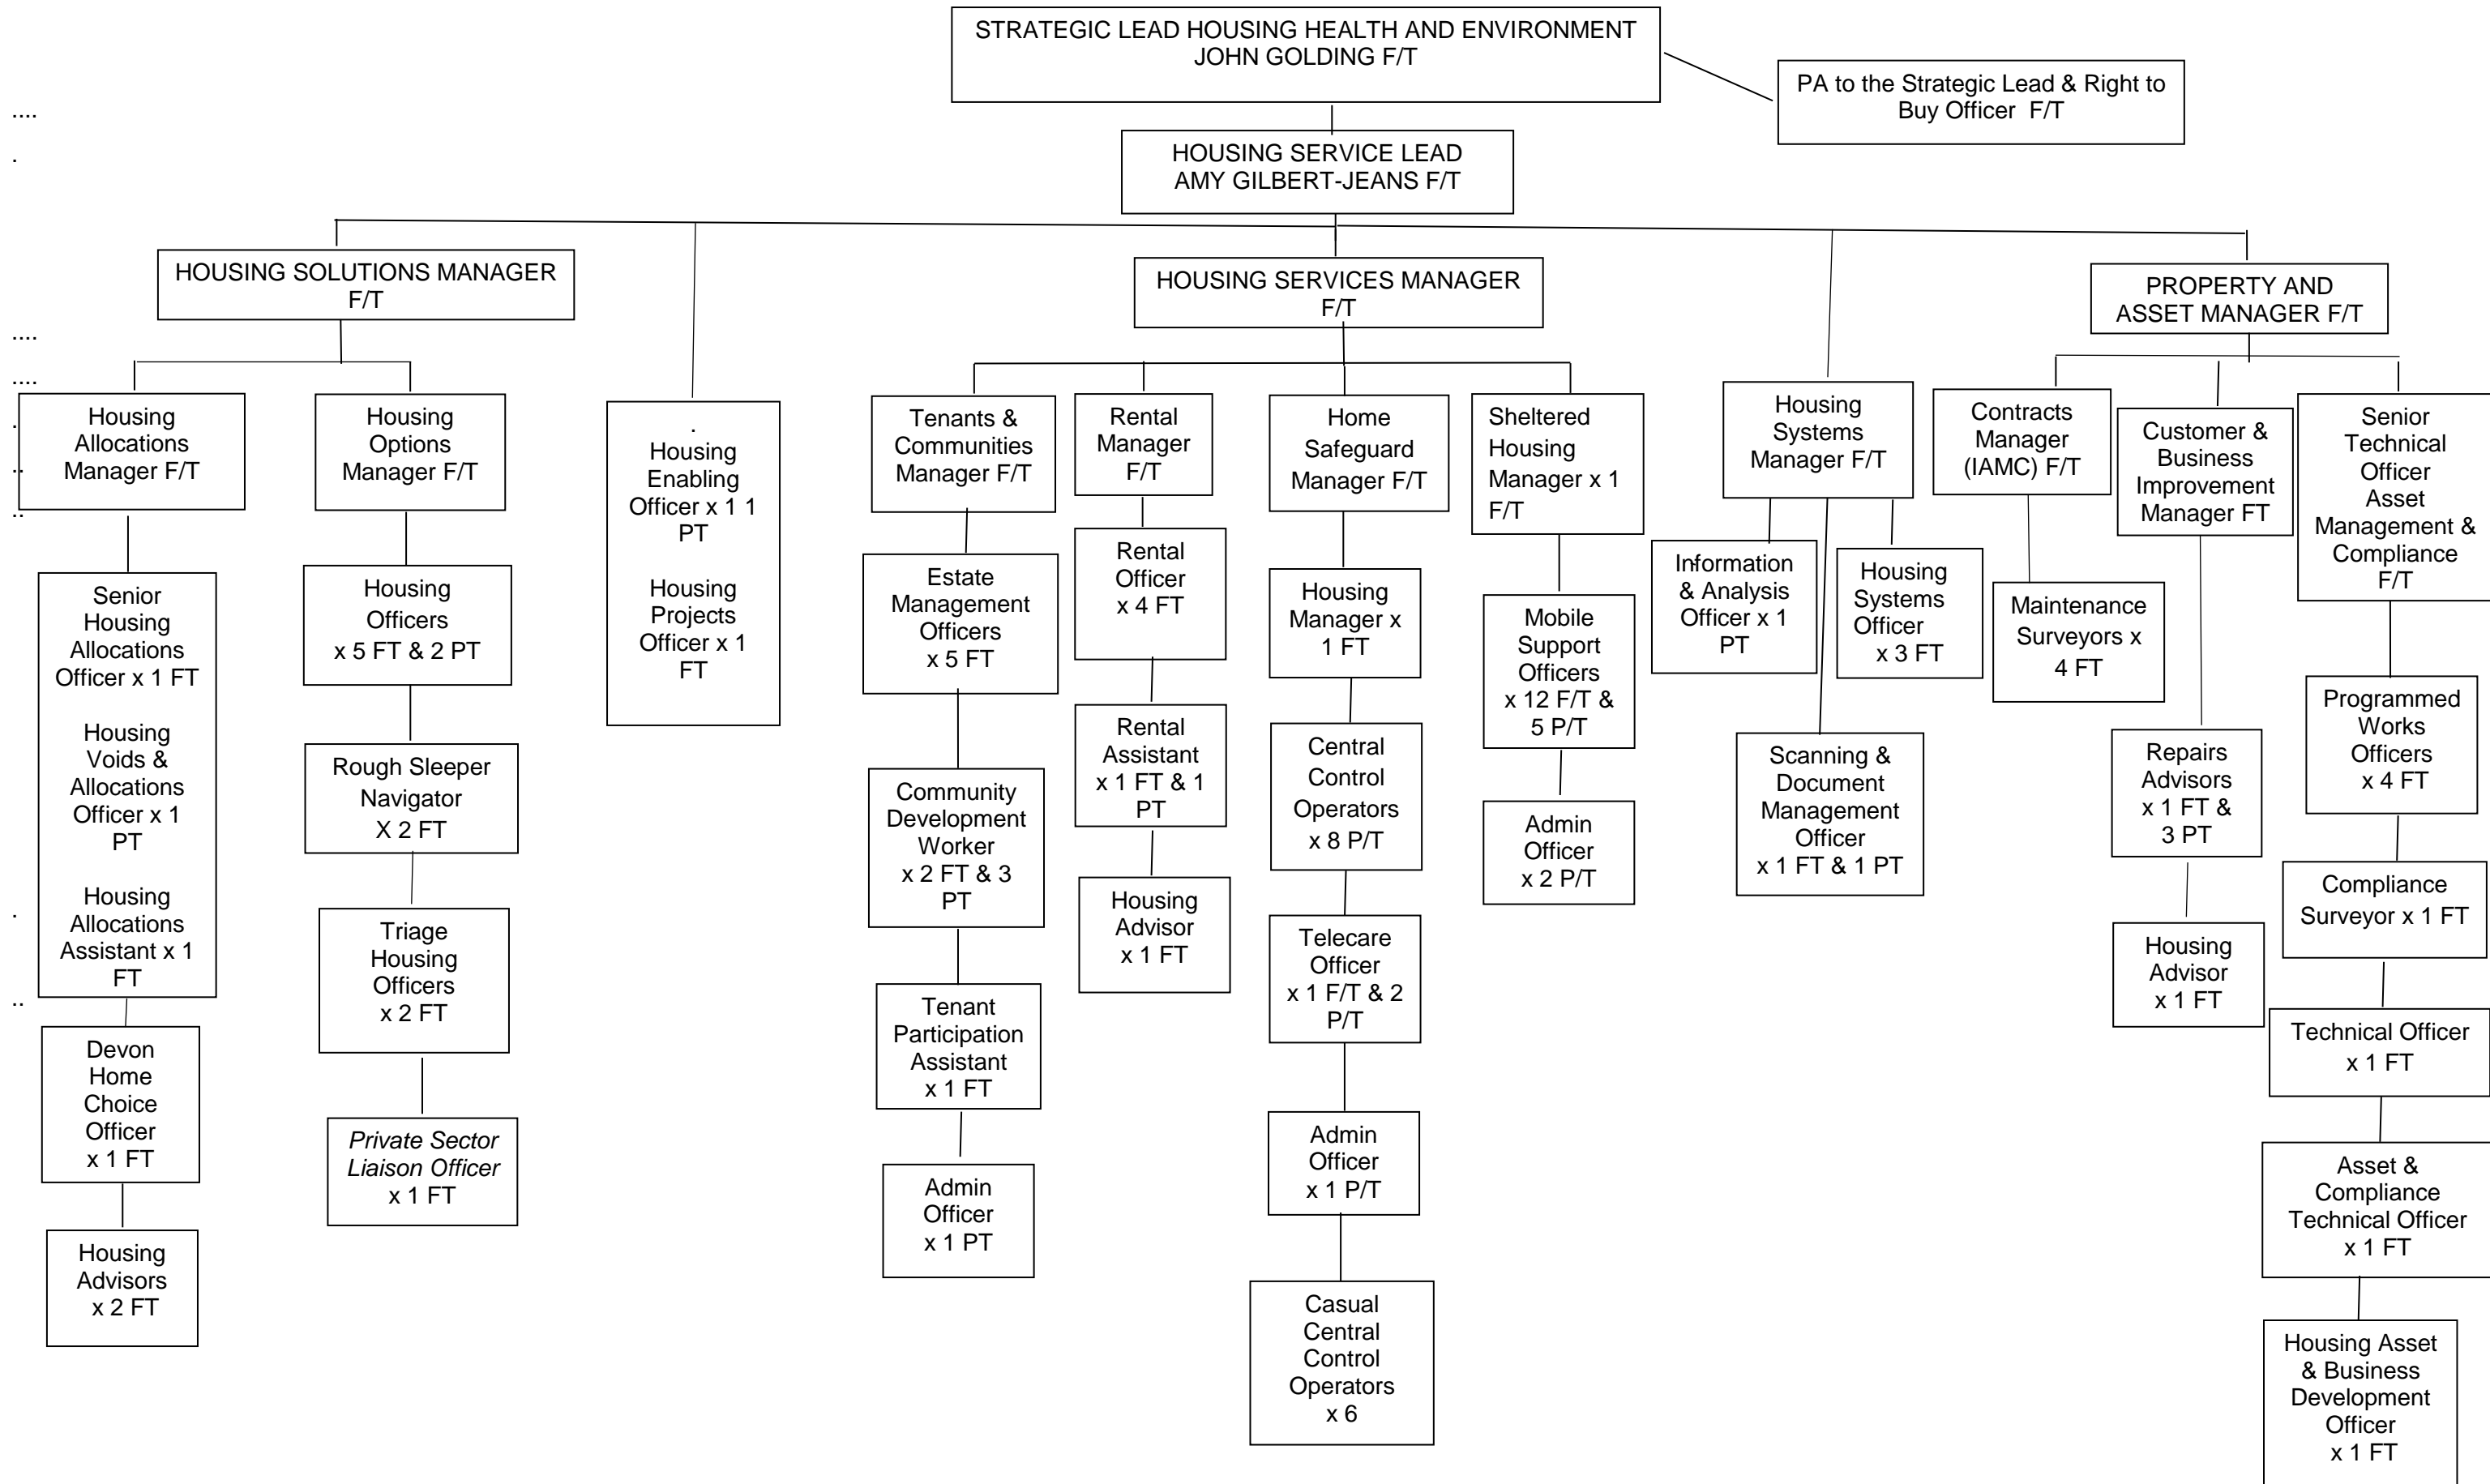 STRATEGIC LEAD HOUSING HEALTH AND ENVIRONMENT
JOHN GOLDING F/T
PA to the Strategic Lead & Right to
Buy Officer F/T
....
.
HOUSING SERVICE LEAD
AMY GILBERT-JEANS F/T
HOUSING SOLUTIONS MANAGER
F/T
HOUSING SERVICES MANAGER
F/T
PROPERTY AND
ASSET MANAGER F/T
....
....
.
..
..
.
..
Housing
Allocations
Manager F/T
Senior
Housing
Allocations
Officer x 1 FT
Housing
Voids &
Allocations
Officer x 1
PT
Housing
Allocations
Assistant x 1
FT
Devon
Home
Choice
Officer
x 1 FT
Housing
Advisors
x 2 FT
Housing
Options
Manager F/T
Housing
Officers
x 5 FT & 2 PT
Rough Sleeper
Navigator
X 2 FT
Triage
Housing
Officers
x 2 FT
Private Sector
Liaison Officer
x 1 FT
.
Housing
Enabling
Officer x 1 1
PT
Housing
Projects
Officer x 1
FT
Tenants &
Communities
Manager F/T
Estate
Management
Officers
x 5 FT
Community
Development
Worker
x 2 FT & 3
PT
Tenant
Participation
Assistant
x 1 FT
Admin
Officer
x 1 PT
Rental
Manager
F/T
Rental
Officer
x 4 FT
Rental
Assistant
x 1 FT & 1
PT
Housing
Advisor
x 1 FT
Home
Safeguard
Manager F/T
Housing
Manager x
1 FT
Central
Control
Operators
x 8 P/T
Telecare
Officer
x 1 F/T & 2
P/T
Admin
Officer
x 1 P/T
Casual
Central
Control
Operators
x 6
Sheltered
Housing
Manager x 1
F/T
Mobile
Support
Officers
x 12 F/T &
5 P/T
Admin
Officer
x 2 P/T
Housing
Systems
Manager F/T
Information
& Analysis
Officer x 1
PT
Housing
Systems
Officer
x 3 FT
Scanning &
Document
Management
Officer
x 1 FT & 1 PT
Contracts
Manager
(IAMC) F/T
Maintenance
Surveyors x
4 FT
Customer &
Business
Improvement
Manager FT
Repairs
Advisors
x 1 FT &
3 PT
Housing
Advisor
x 1 FT
Senior
Technical
Officer
Asset
Management &
Compliance
F/T
Programmed
Works
Officers
x 4 FT
Compliance
Surveyor x 1 FT
Technical Officer
x 1 FT
Asset &
Compliance
Technical Officer
x 1 FT
Housing Asset
& Business
Development
Officer
x 1 FT